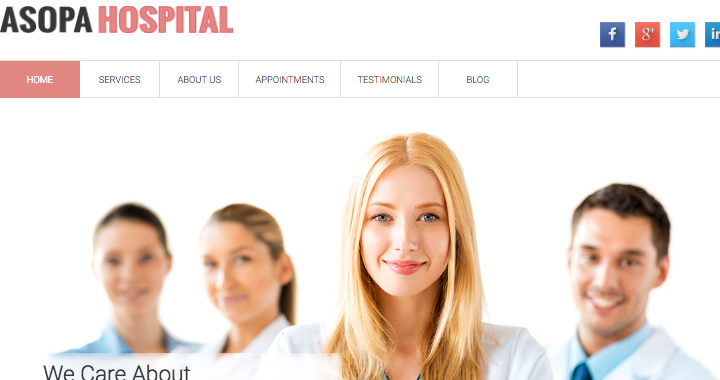 ASOPA HOSPITAL
f g+ in
HOME SERVICES ABOUT US APPOINTMENTS TESTIMONIALS BLOG
We Care About